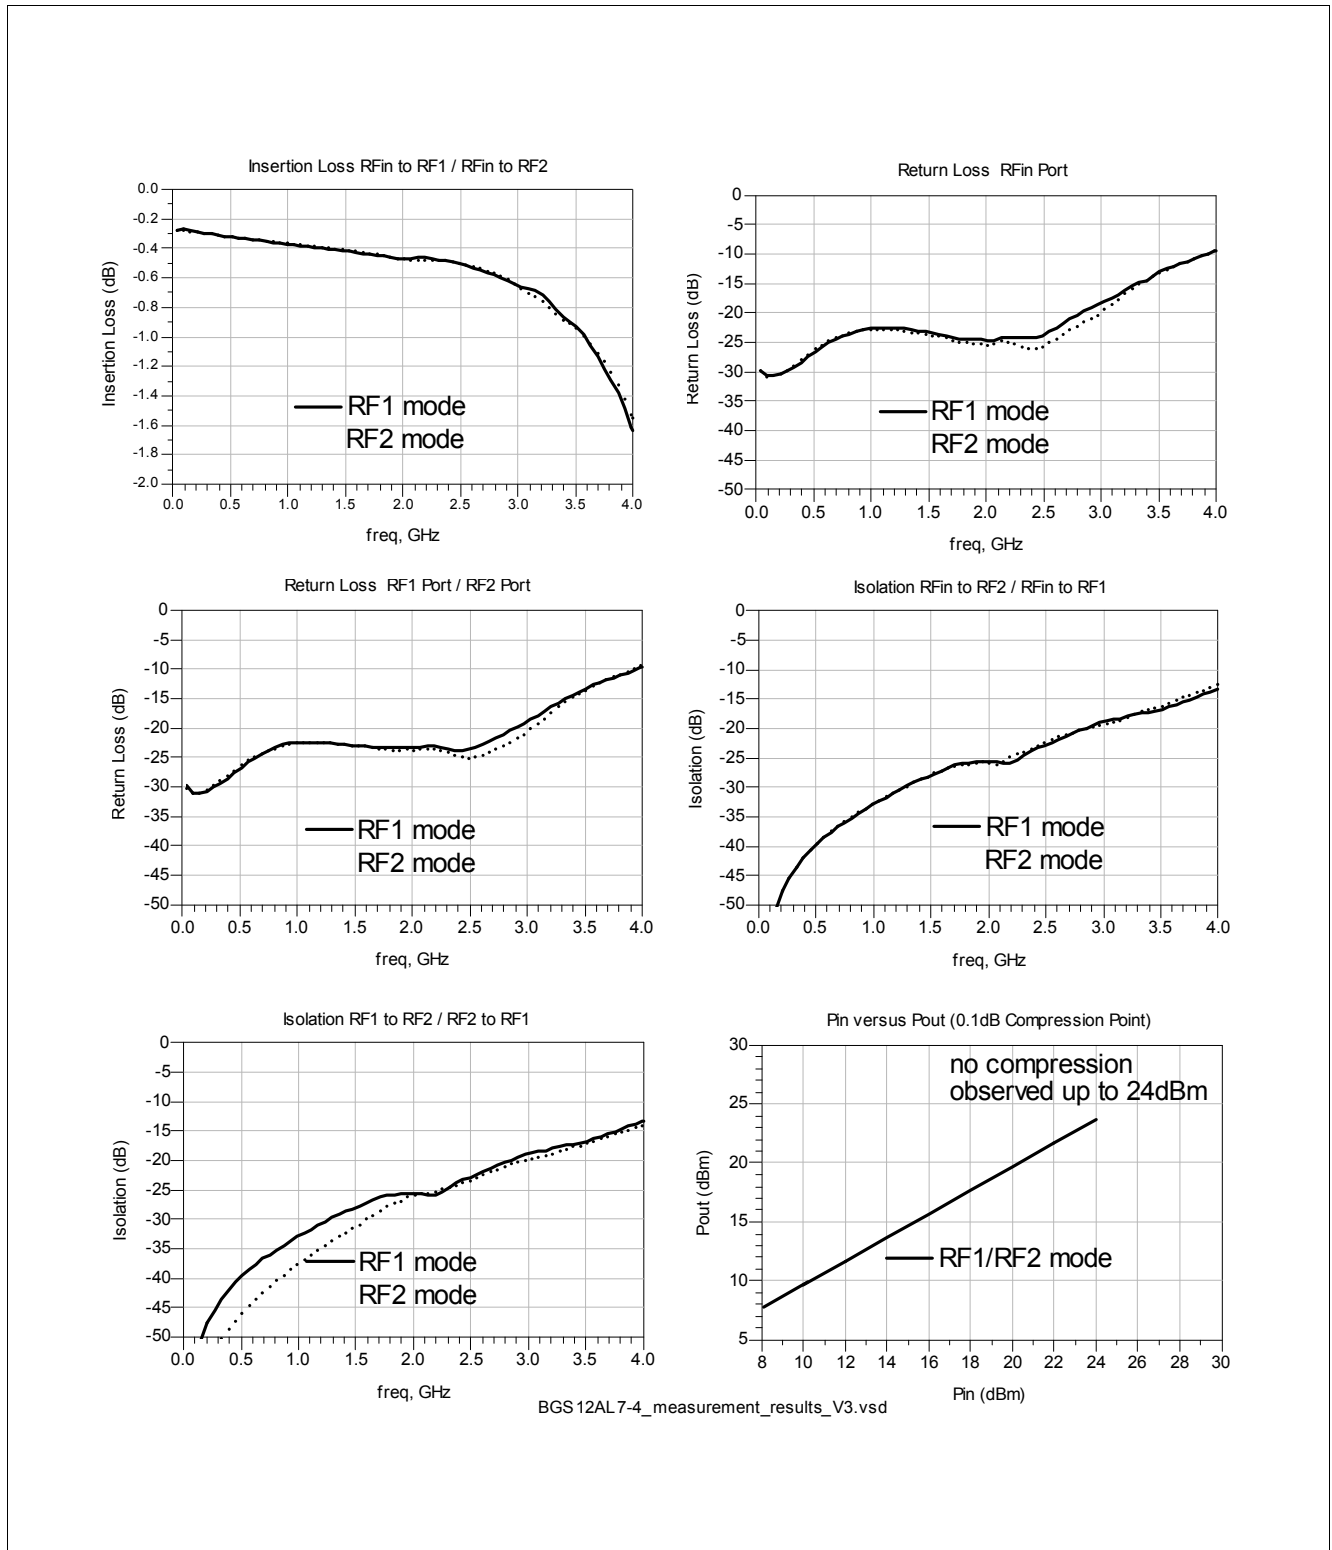 Insertion Loss RFin to RF1 / RFin to RF2
Insertion Loss (dB)
0.0
-0.2
-0.4
-0.6
-0.8
-1.0
-1.2
-1.4
-1.6
-1.8
-2.0
RF1 mode
RF2 mode
0.0 0.5 1.0 1.5 2.0 2.5 3.0 3.5 4.0
freq, GHz
Return Loss RFin Port
Return Loss (dB)
0
-5
-10
-15
-20
-25
-30
-35
-40
-45
-50
RF1 mode
RF2 mode
0.0 0.5 1.0 1.5 2.0 2.5 3.0 3.5 4.0
freq, GHz
Return Loss RF1 Port / RF2 Port
Return Loss (dB)
0
-5
-10
-15
-20
-25
-30
-35
-40
-45
-50
RF1 mode
RF2 mode
0.0 0.5 1.0 1.5 2.0 2.5 3.0 3.5 4.0
freq, GHz
Isolation RFin to RF2 / RFin to RF1
Isolation (dB)
0
-5
-10
-15
-20
-25
-30
-35
-40
-45
-50
RF1 mode
RF2 mode
0.0 0.5 1.0 1.5 2.0 2.5 3.0 3.5 4.0
freq, GHz
Isolation RF1 to RF2 / RF2 to RF1
Isolation (dB)
0
-5
-10
-15
-20
-25
-30
-35
-40
-45
-50
RF1 mode
RF2 mode
0.0 0.5 1.0 1.5 2.0 2.5 3.0 3.5 4.0
freq, GHz
Pin versus Pout (0.1dB Compression Point)
Pout (dBm)
30
25
20
15
10
5
no compression
observed up to 24dBm
RF1/RF2 mode
8 10 12 14 16 18 20 22 24 26 28 30
Pin (dBm)
BGS12AL7-4_measurement_results_V3.vsd